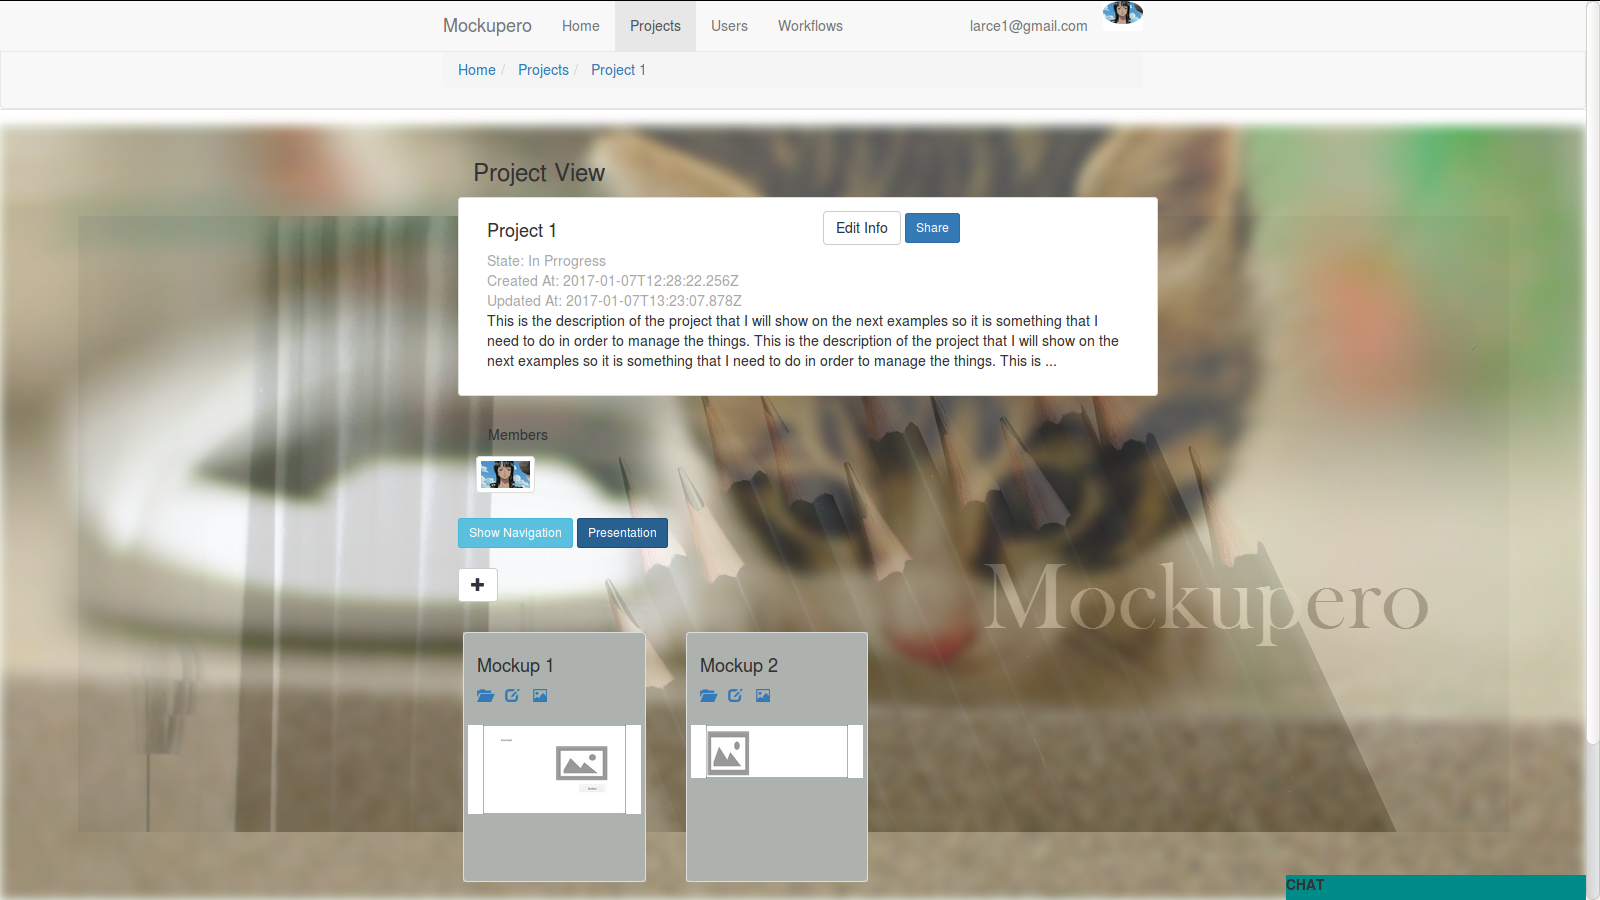 Mockupero Home Projects Users Workflows larce1@gmail.com
Home / Projects / Project 1
Project View
Project 1 Edit Info Share
State: In Prrogress
Created At: 2017-01-07T12:28:22.256Z
Updated At: 2017-01-07T13:23:07.878Z
This is the description of the project that I will show on the next examples so it is something that I
need to do in order to manage the things. This is the description of the project that I will show on the
next examples so it is something that I need to do in order to manage the things. This is ...
Members
Show Navigation Presentation
Mockupero
Mockup 1 Mockup 2
CHAT